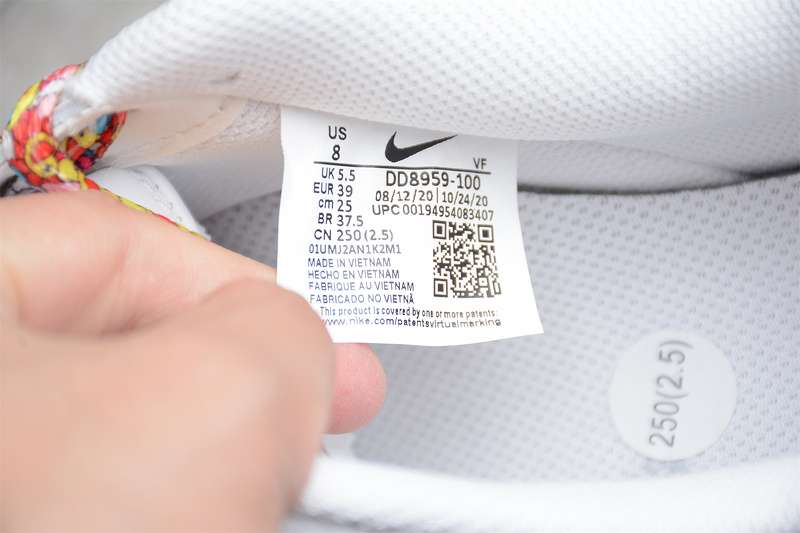 US
8
VF
UK 5.5
EUR 39
cm 25
BR 37.5
CN 250(2.5)
DD8959-100
08/12/20 | 10/24/20
UPC 00194954083407
01UMJ2AN1K2M1
MADE IN VIETNAM
HECHO EN VIETNAM
FABRIQUE AU VIETNAM
FABRICADO NO VIETNÃ
This product is covered by one or more patents:
www.nike.com/patentsvirtualmarking
250(2.5)